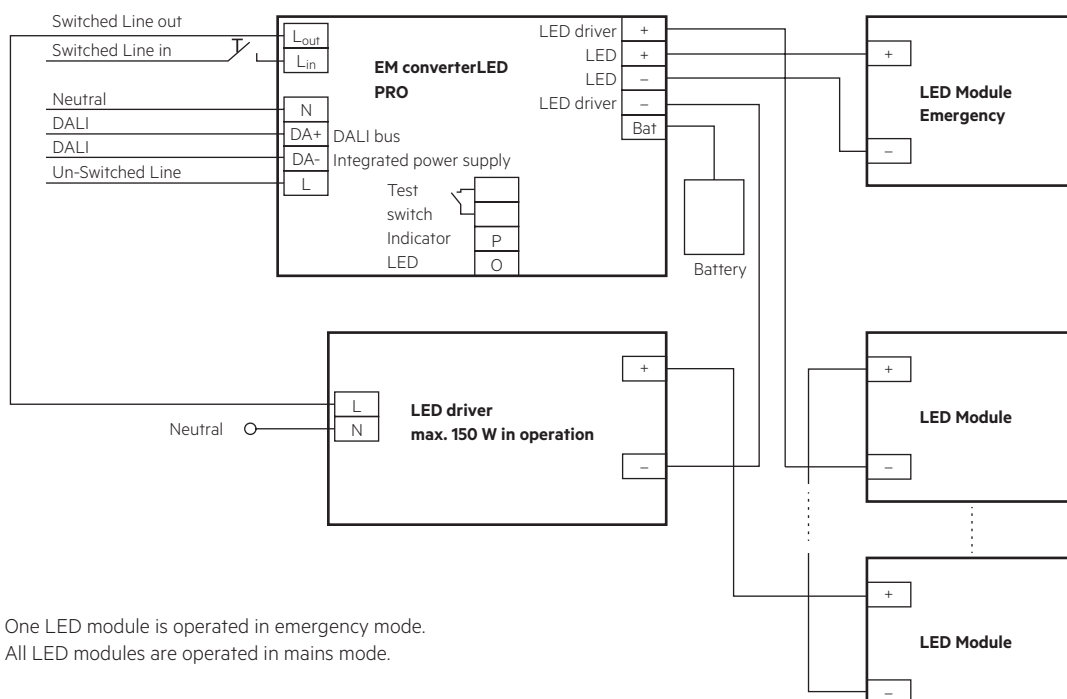 Switched Line out
Switched Line in
Neutral
DALI
DALI
Un-Switched Line
Lout
Lin
N
DA+
DA-
L
DALI bus
Integrated power supply
EM converterLED
PRO
Test
switch
Indicator
LED
P
O
LED driver +
LED +
LED –
LED driver –
Bat
Battery
+
–
LED Module
Emergency
Neutral
L
N
LED driver
max. 150 W in operation
+
–
+
–
LED Module
+
–
LED Module
One LED module is operated in emergency mode.
All LED modules are operated in mains mode.